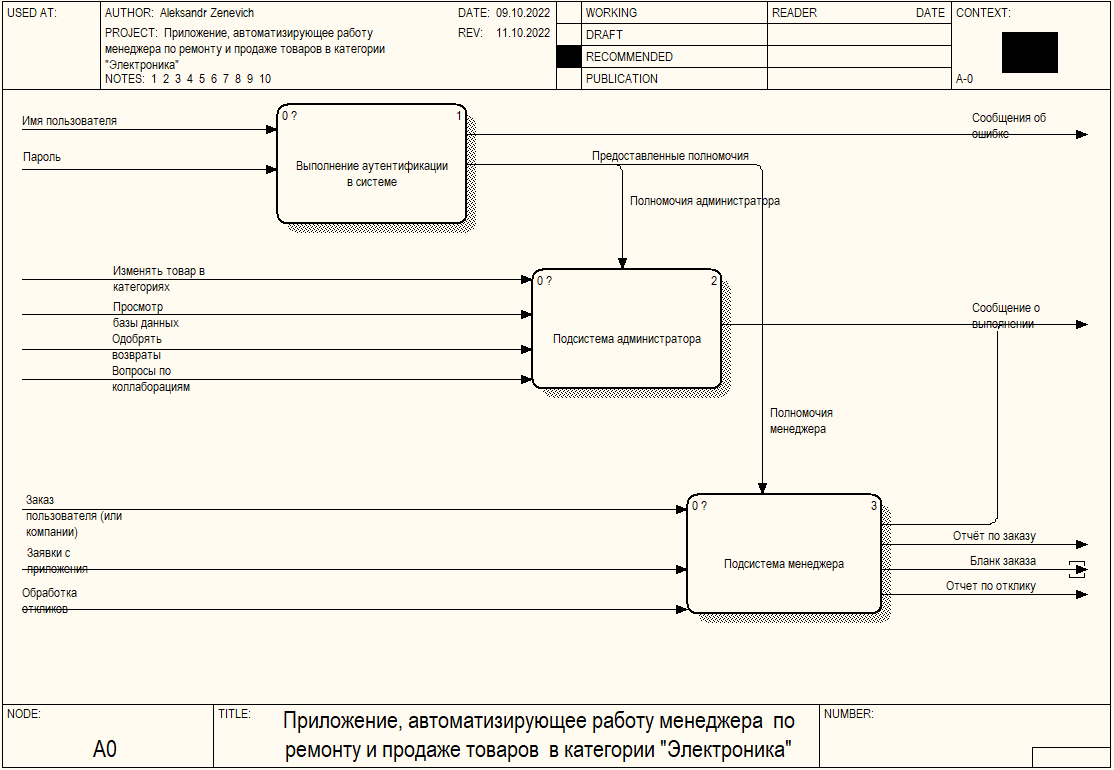 USED AT:
AUTHOR: Aleksandr Zenevich
DATE: 09.10.2022
PROJECT: Приложение, автоматизирующее работу
менеджера по ремонту и продаже товаров в категории
"Электроника"
REV: 11.10.2022
NOTES: 1 2 3 4 5 6 7 8 9 10
WORKING
DRAFT
RECOMMENDED
PUBLICATION
READER
DATE
CONTEXT:
A-0
Имя пользователя
Пароль
0 ?
1
Выполнение аутентификации
в системе
Сообщения об
ошибке
Предоставленные полномочия
Полномочия администратора
Изменять товар в
категориях
Просмотр
базы данных
Одобрять
возвраты
Вопросы по
коллаборациям
0 ?
2
Подсистема администратора
Сообщение о
выполнении
Полномочия
менеджера
Заказ
пользователя (или
компании)
Заявки с
приложения
Обработка
откликов
0 ?
3
Подсистема менеджера
Отчёт по заказу
Бланк заказа
Отчет по отклику
NODE:
A0
TITLE:
Приложение, автоматизирующее работу менеджера по
ремонту и продаже товаров в категории "Электроника"
NUMBER: